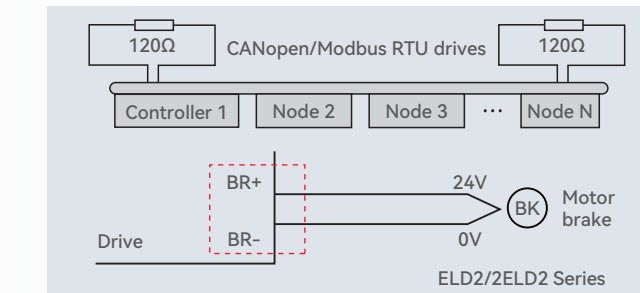 120Ω CANopen/Modbus RTU drives 120Ω
Controller 1 Node 2 Node 3 ··· Node N
BR+ 24V
BK Motor
brake
Drive BR- 0V
ELD2/2ELD2 Series